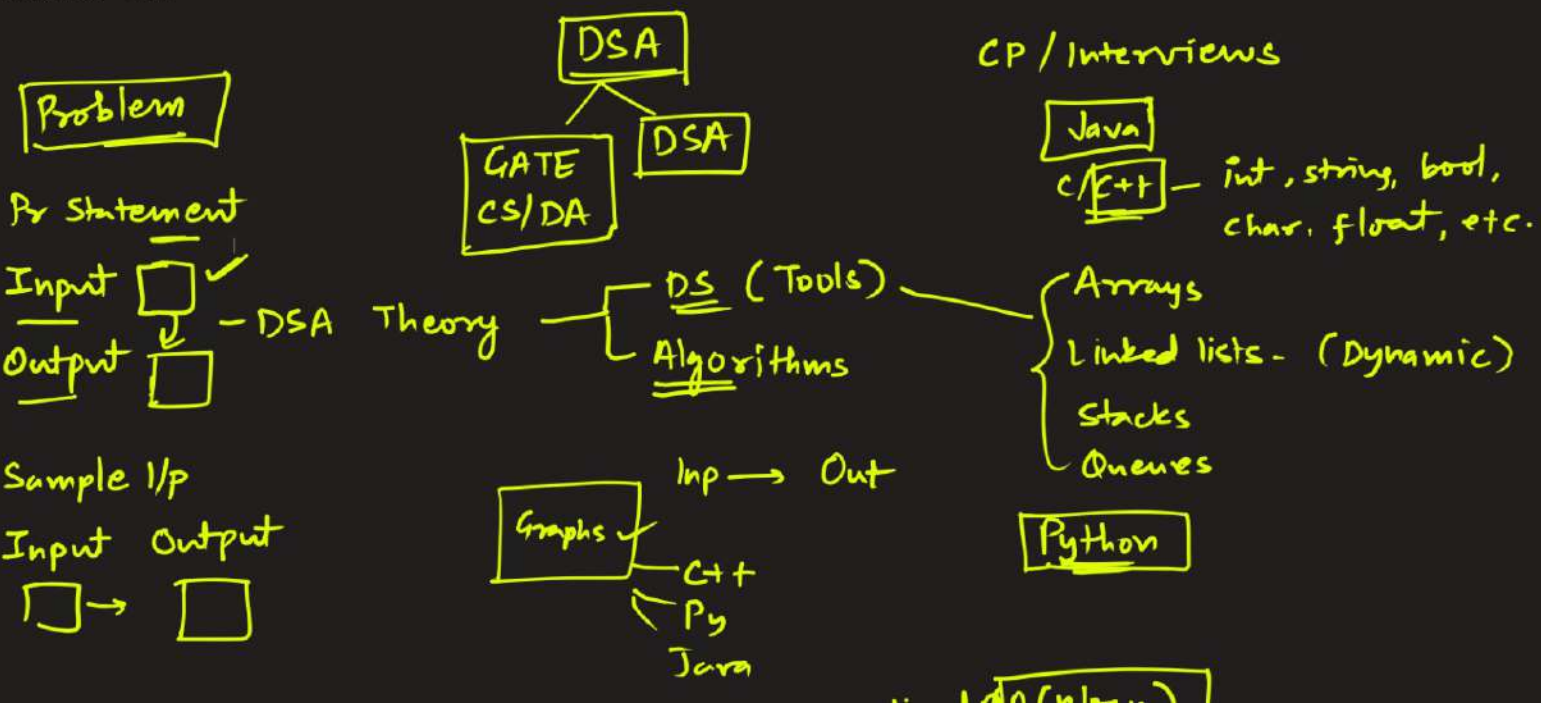 Problem
Pr Statement
Input
Output
Sample I/p
Input Output
DSA
GATE
CS/DA
DSA
- DSA Theory
DS (Tools)
Algorithms
Inp → Out
Graphs
C++
Py
Java
CP / Interviews
Java
C/C++ - int, string, bool,
char, float, etc.
Arrays
Linked lists - (Dynamic)
Stacks
Queues
Python